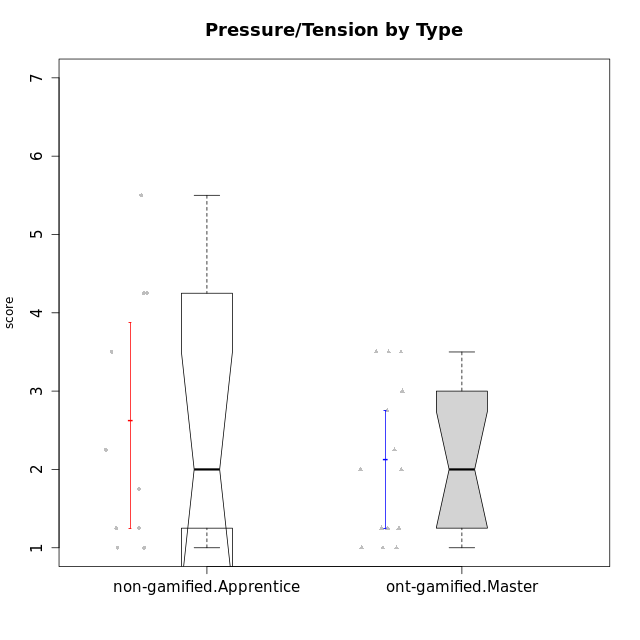 Pressure/Tension by Type
7
6
5
4
3
2
1
score
non-gamified.Apprentice
ont-gamified.Master